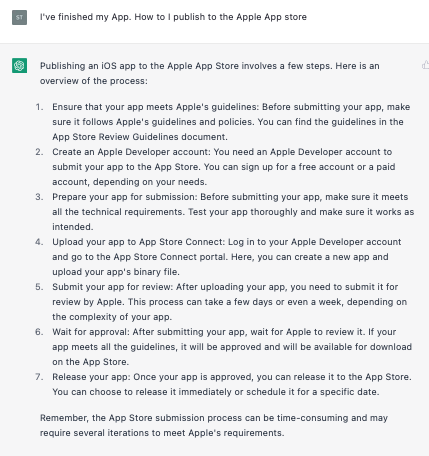 ST
I've finished my App. How to I publish to the Apple App store
Publishing an iOS app to the Apple App Store involves a few steps. Here is an
overview of the process:
1. Ensure that your app meets Apple's guidelines: Before submitting your app, make
sure it follows Apple's guidelines and policies. You can find the guidelines in the
App Store Review Guidelines document.
2. Create an Apple Developer account: You need an Apple Developer account to
submit your app to the App Store. You can sign up for a free account or a paid
account, depending on your needs.
3. Prepare your app for submission: Before submitting your app, make sure it meets
all the technical requirements. Test your app thoroughly and make sure it works as
intended.
4. Upload your app to App Store Connect: Log in to your Apple Developer account
and go to the App Store Connect portal. Here, you can create a new app and
upload your app's binary file.
5. Submit your app for review: After uploading your app, you need to submit it for
review by Apple. This process can take a few days or even a week, depending on
the complexity of your app.
6. Wait for approval: After submitting your app, wait for Apple to review it. If your
app meets all the guidelines, it will be approved and will be available for download
on the App Store.
7. Release your app: Once your app is approved, you can release it to the App Store.
You can choose to release it immediately or schedule it for a specific date.
Remember, the App Store submission process can be time-consuming and may
require several iterations to meet Apple's requirements.